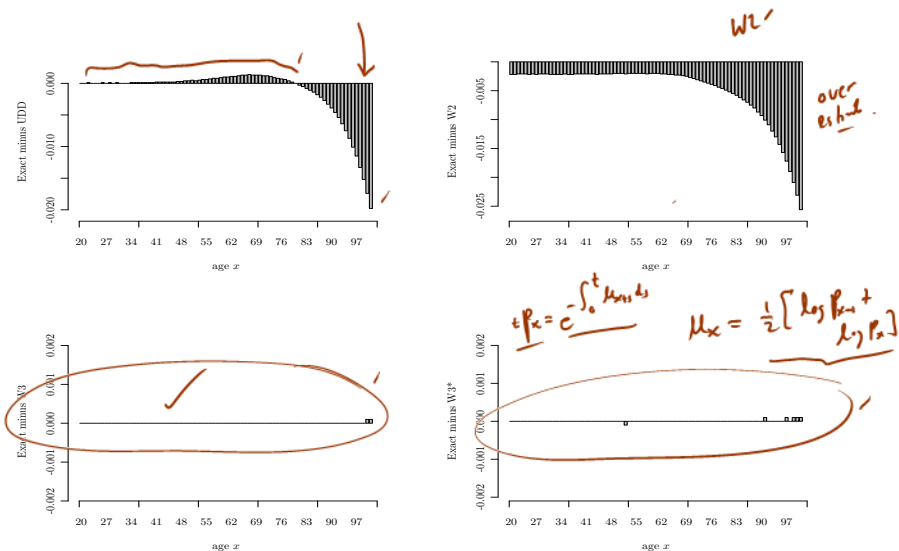 W2
Exact minus UDD
0.000
-0.010
-0.020
20 27 34 41 48 55 62 69 76 83 90 97
age x
Exact minus W2
-0.005
-0.015
-0.025
20 27 34 41 48 55 62 69 76 83 90 97
age x
over
Exact minus W3
0.002
0.001
0.000
-0.001
-0.002
20 27 34 41 48 55 62 69 76 83 90 97
age x
tPx = e^-∫₀ᵗ μx+s ds
μx = 1/2 [log Px-1 +
log Px]
Exact minus W3*
0.002
0.001
0.000
-0.001
-0.002
20 27 34 41 48 55 62 69 76 83 90 97
age x